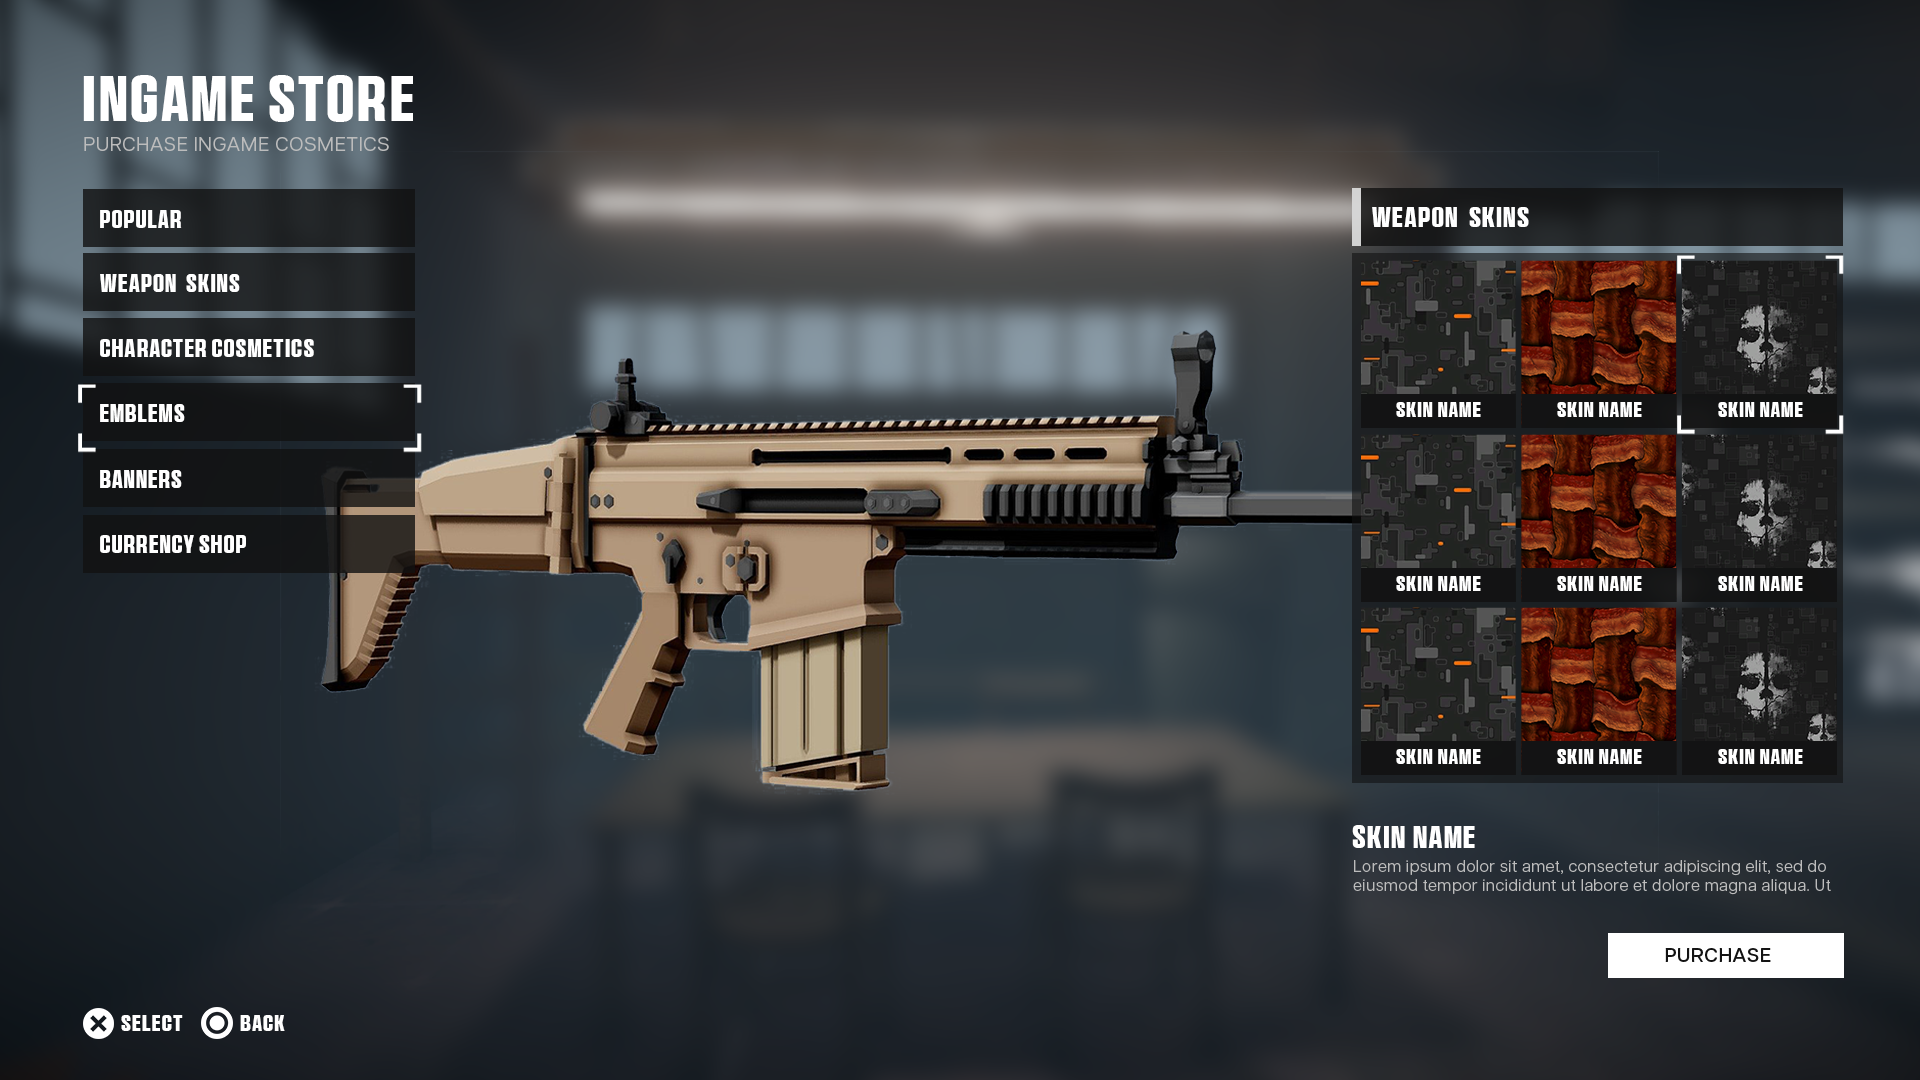 INGAME STORE
PURCHASE INGAME COSMETICS
POPULAR
WEAPON SKINS
CHARACTER COSMETICS
EMBLEMS
BANNERS
CURRENCY SHOP
WEAPON SKINS
SKIN NAME SKIN NAME SKIN NAME
SKIN NAME SKIN NAME SKIN NAME
SKIN NAME SKIN NAME SKIN NAME
SKIN NAME
Lorem ipsum dolor sit amet, consectetur adipiscing elit, sed do
eiusmod tempor incididunt ut labore et dolore magna aliqua. Ut
PURCHASE
SELECT BACK